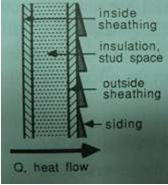 inside
sheathing
insulation,
stud space
outside
sheathing
siding
Q, heat flow